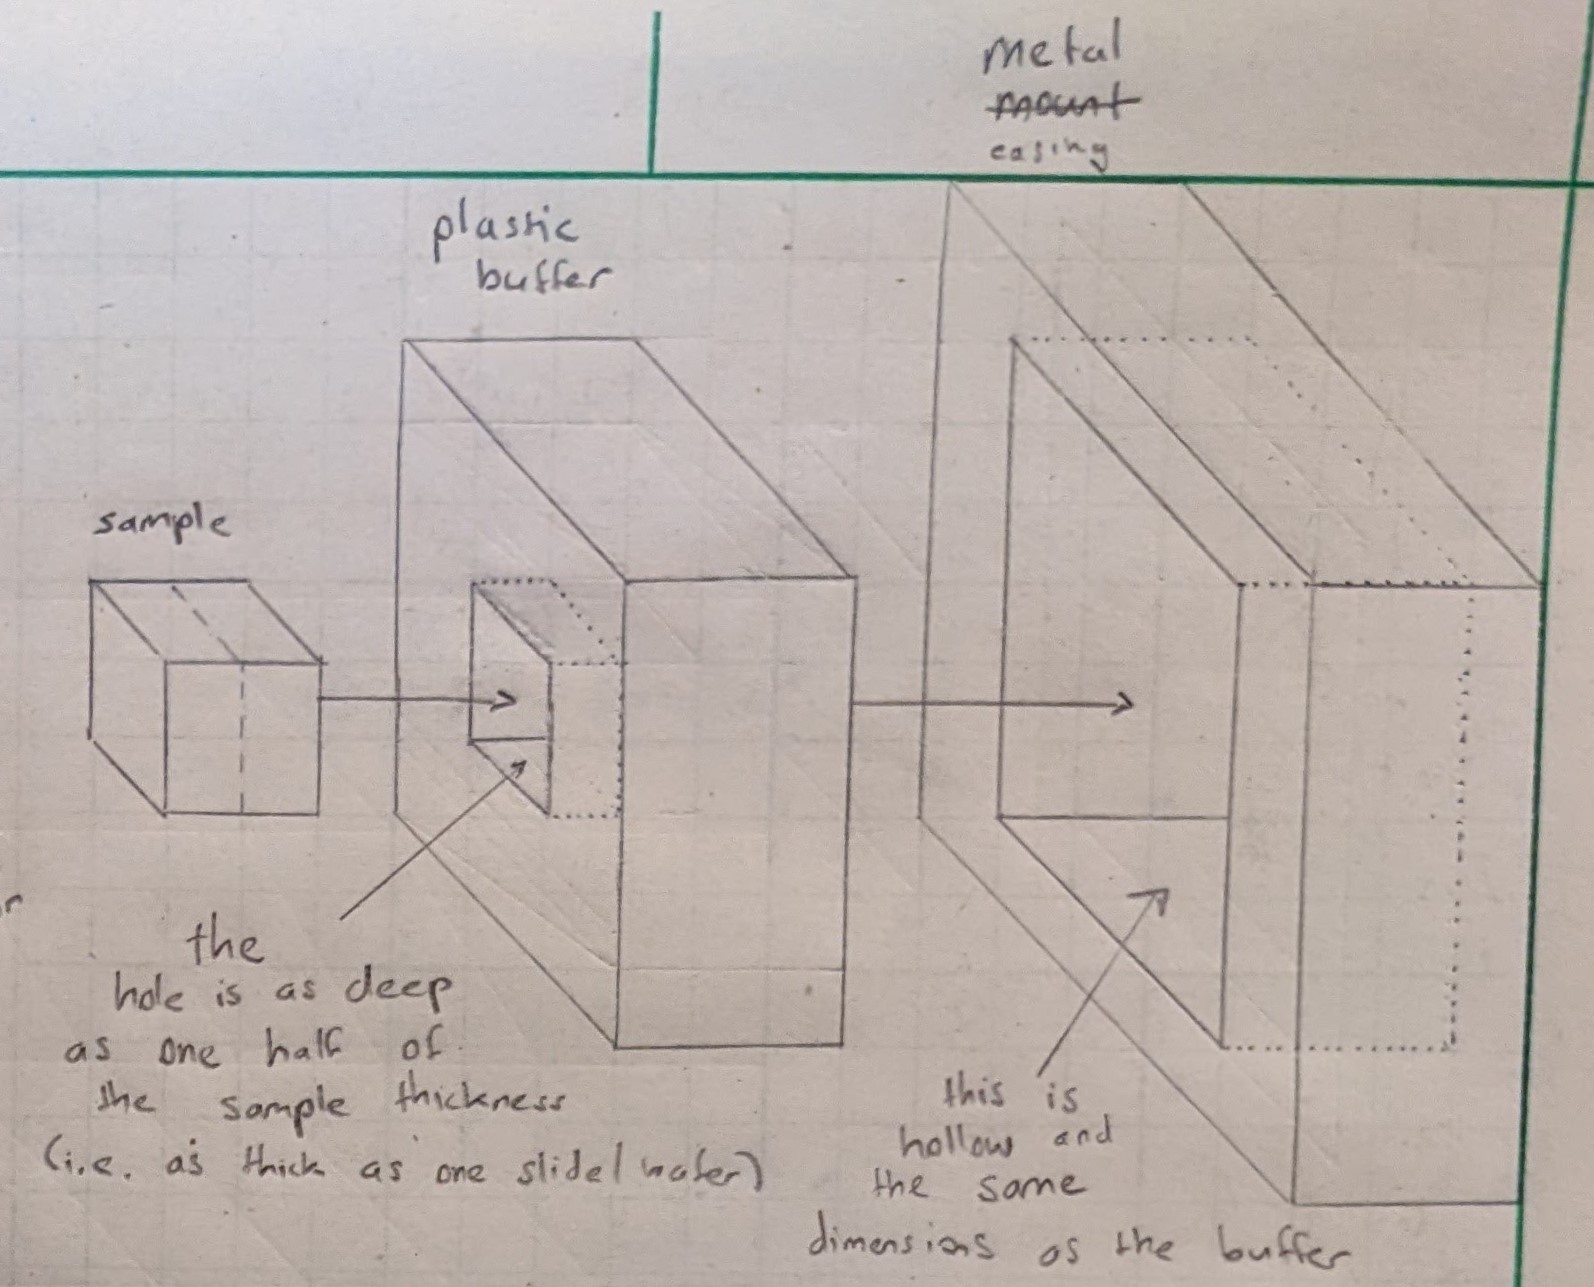 metal
mount
casing
plastic
buffer
sample
the
hole is as deep
as one half of
the sample thickness
(i.e. as thick as one slide/wafer)
this is
hollow and
the same
dimensions as the buffer